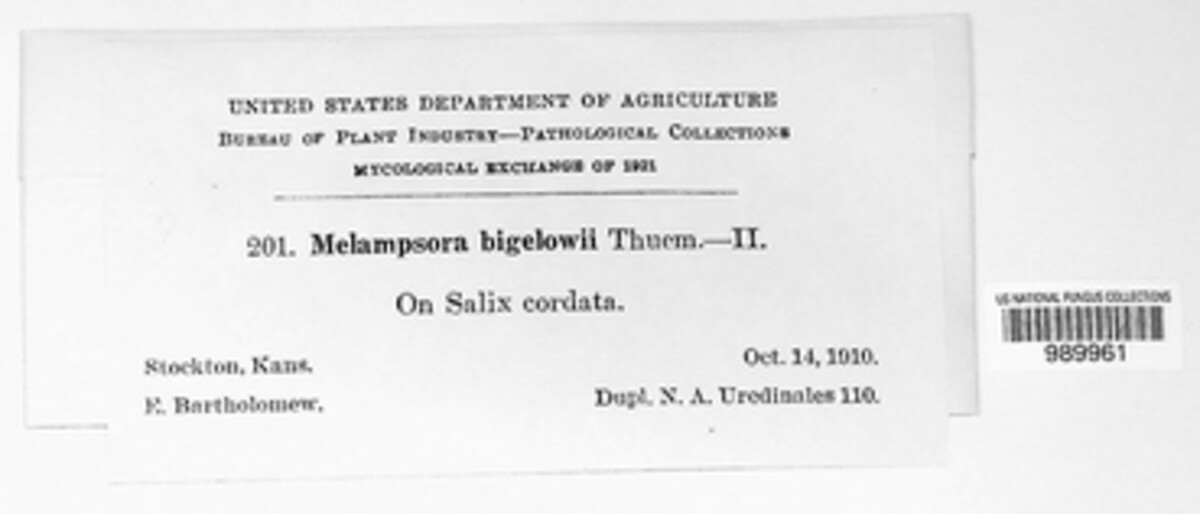 UNITED STATES DEPARTMENT OF AGRICULTURE
BUREAU OF PLANT INDUSTRY—PATHOLOGICAL COLLECTIONS
MYCOLOGICAL EXCHANGE OF 1921
201. Melampsora bigelowii Thuem.—II.
On Salix cordata.
Stockton, Kans. Oct. 14, 1910.
E. Bartholomew. Dupl. N. A. Uredinales 110.
US NATIONAL FUNGUS COLLECTIONS
989961